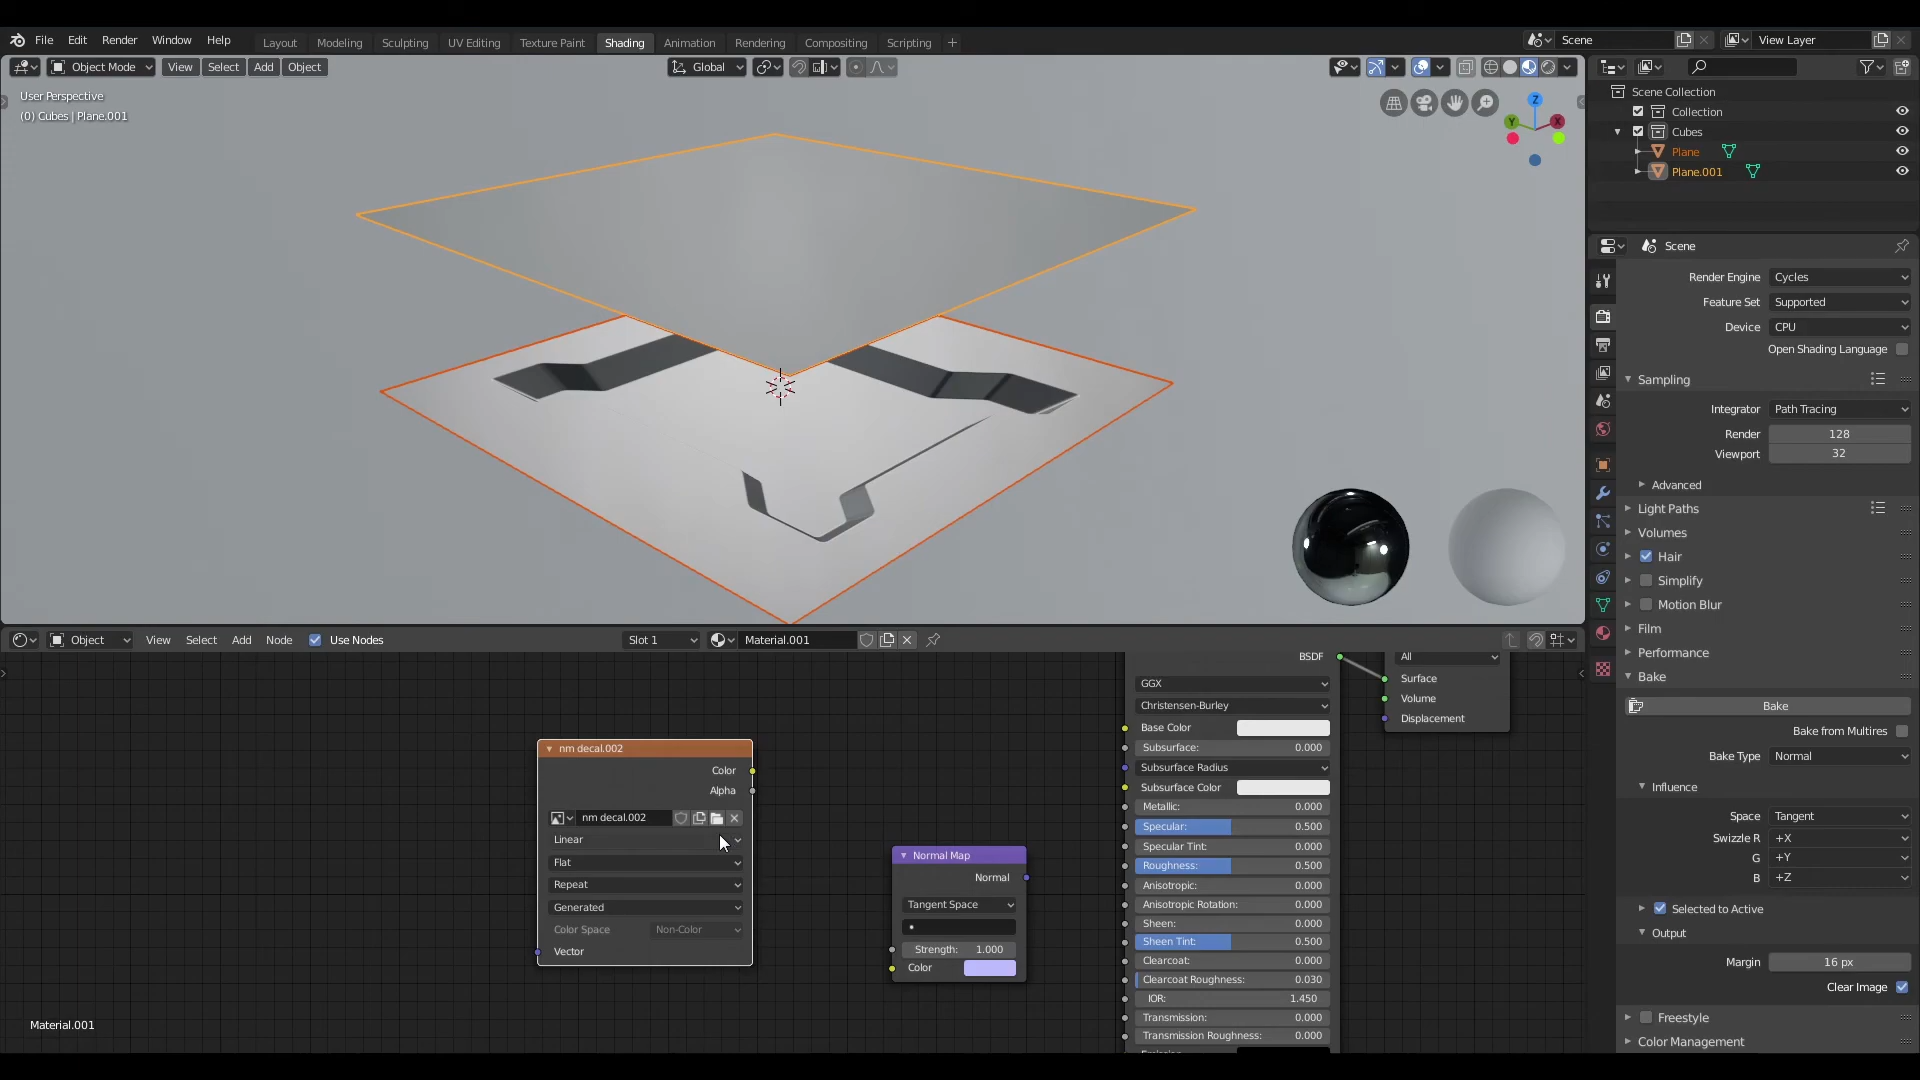 File Edit Render Window Help Layout Modeling Sculpting UV Editing Texture Paint Shading Animation Rendering Compositing Scripting + Scene View Layer
Object Mode View Select Add Object Global
User Perspective
(0) Cubes | Plane.001
Z
Y X
Scene Collection
Collection
Cubes
Plane
Plane.001
Scene
Render Engine Cycles
Feature Set Supported
Device CPU
Open Shading Language
Sampling
Integrator Path Tracing
Render 128
Viewport 32
Advanced
Light Paths
Volumes
Hair
Simplify
Motion Blur
Film
Performance
Bake
Bake
Bake from Multires
Bake Type Normal
Influence
Space Tangent
Swizzle R +X
G +Y
B +Z
Selected to Active
Output
Margin 16 px
Clear Image
Freestyle
Color Management
Object View Select Add Node Use Nodes Slot 1 Material.001
nm decal.002
Color
Alpha
nm decal.002
Linear
Flat
Repeat
Generated
Color Space Non-Color
Vector
Normal Map
Normal
Tangent Space
Strength: 1.000
Color
BSDF
GGX
Christensen-Burley
Base Color
Subsurface: 0.000
Subsurface Radius
Subsurface Color
Metallic: 0.000
Specular: 0.500
Specular Tint: 0.000
Roughness: 0.500
Anisotropic: 0.000
Anisotropic Rotation: 0.000
Sheen: 0.000
Sheen Tint: 0.500
Clearcoat: 0.000
Clearcoat Roughness: 0.030
IOR: 1.450
Transmission: 0.000
Transmission Roughness: 0.000
All
Surface
Volume
Displacement
Material.001